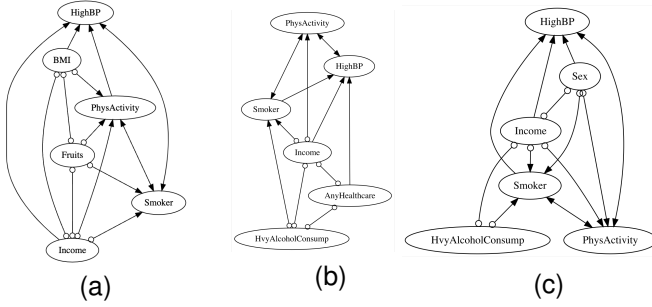 HighBP
BMI
PhysActivity
Fruits
Smoker
Income
(a)
PhysActivity
HighBP
Smoker
Income
AnyHealthcare
HvyAlcoholConsump
(b)
HighBP
Sex
Income
Smoker
HvyAlcoholConsump
PhysActivity
(c)